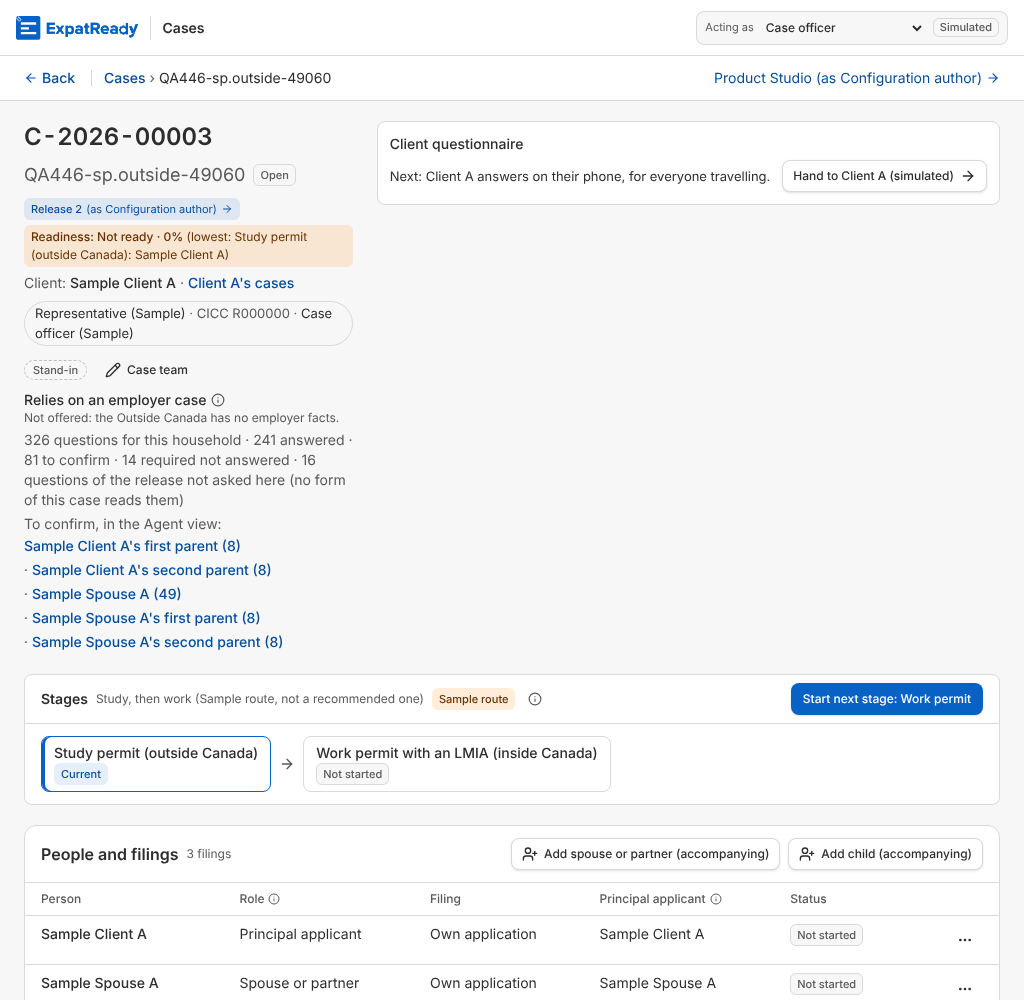 ExpatReady
Cases
Acting as Case officer Simulated
Back Cases › QA446-sp.outside-49060
Product Studio (as Configuration author) →
C-2026-00003
QA446-sp.outside-49060 Open
Release 2 (as Configuration author) →
Readiness: Not ready · 0% (lowest: Study permit
(outside Canada): Sample Client A)
Client: Sample Client A · Client A's cases
Representative (Sample) · CICC R000000 · Case
officer (Sample)
Stand-in Case team
Relies on an employer case
Not offered: the Outside Canada has no employer facts.
326 questions for this household · 241 answered ·
81 to confirm · 14 required not answered · 16
questions of the release not asked here (no form
of this case reads them)
To confirm, in the Agent view:
Sample Client A's first parent (8)
· Sample Client A's second parent (8)
· Sample Spouse A (49)
· Sample Spouse A's first parent (8)
· Sample Spouse A's second parent (8)
Client questionnaire
Next: Client A answers on their phone, for everyone travelling. Hand to Client A (simulated) →
Stages Study, then work (Sample route, not a recommended one) Sample route
Start next stage: Work permit
Study permit (outside Canada)
Current
→
Work permit with an LMIA (inside Canada)
Not started
People and filings 3 filings
Add spouse or partner (accompanying) Add child (accompanying)
Person Role Filing Principal applicant Status
Sample Client A Principal applicant Own application Sample Client A Not started ...
Sample Spouse A Spouse or partner Own application Sample Spouse A Not started ...